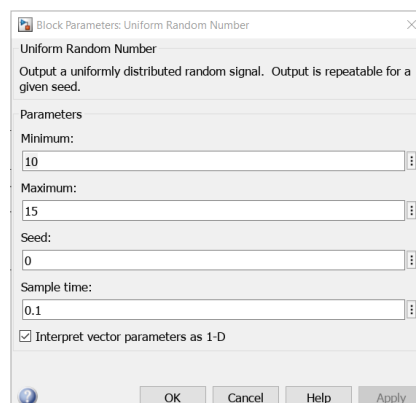 Block Parameters: Uniform Random Number
Uniform Random Number
Output a uniformly distributed random signal.  Output is repeatable for a
given seed.
Parameters
Minimum:
10
Maximum:
15
Seed:
0
Sample time:
0.1
Interpret vector parameters as 1-D
OK Cancel Help Apply